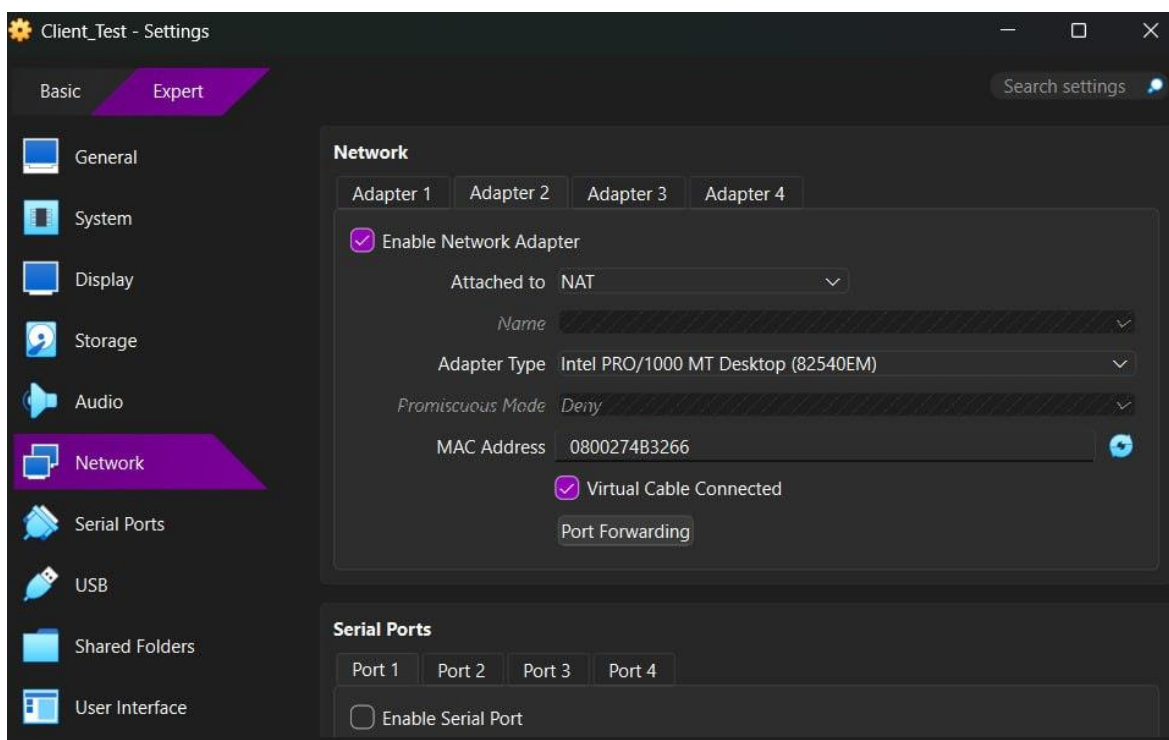 Client_Test - Settings
Basic Expert Search settings
General
System
Display
Storage
Audio
Network
Serial Ports
USB
Shared Folders
User Interface
Network
Adapter 1 Adapter 2 Adapter 3 Adapter 4
Enable Network Adapter
Attached to NAT
Name
Adapter Type Intel PRO/1000 MT Desktop (82540EM)
Promiscuous Mode Deny
MAC Address 0800274B3266
Virtual Cable Connected
Port Forwarding
Serial Ports
Port 1 Port 2 Port 3 Port 4
Enable Serial Port